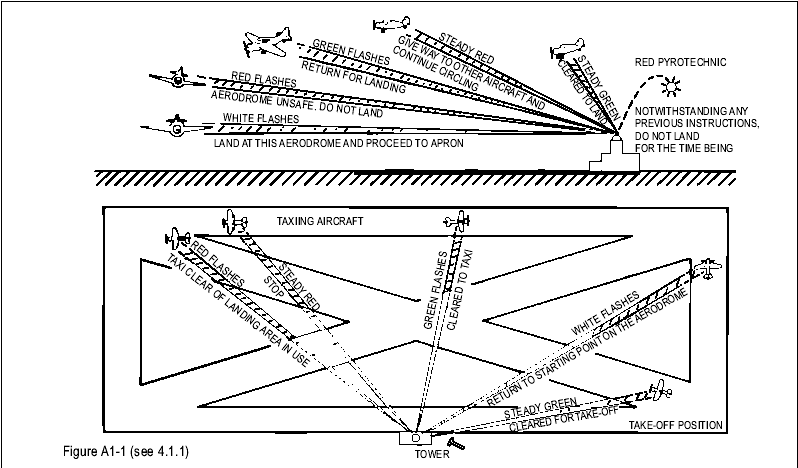 STEADY RED
GIVE WAY TO OTHER AIRCRAFT AND
CONTINUE CIRCLING
GREEN FLASHES
RETURN FOR LANDING
STEADY GREEN
CLEARED TO LAND
RED PYROTECHNIC
RED FLASHES
AERODROME UNSAFE. DO NOT LAND
WHITE FLASHES
LAND AT THIS AERODROME AND PROCEED TO APRON
NOTWITHSTANDING ANY
PREVIOUS INSTRUCTIONS,
DO NOT LAND
FOR THE TIME BEING
TAXIING AIRCRAFT
RED FLASHES
TAXI CLEAR OF LANDING AREA IN USE
STEADY RED
STOP
GREEN FLASHES
CLEARED TO TAXI
WHITE FLASHES
RETURN TO STARTING POINT ON THE AERODROME
STEADY GREEN
CLEARED FOR TAKE-OFF
TAKE-OFF POSITION
TOWER
Figure A1-1 (see 4.1.1)